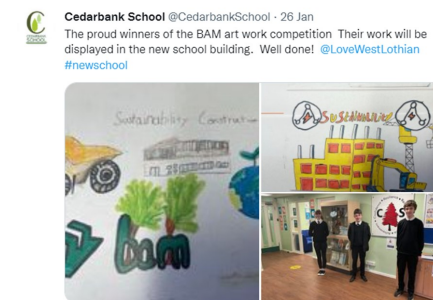 Cedarbank School @CedarbankSchool · 26 Jan
The proud winners of the BAM art work competition Their work will be
displayed in the new school building. Well done! @LoveWestLothian
#newschool
Sustainability Construction
Sustainability
bam